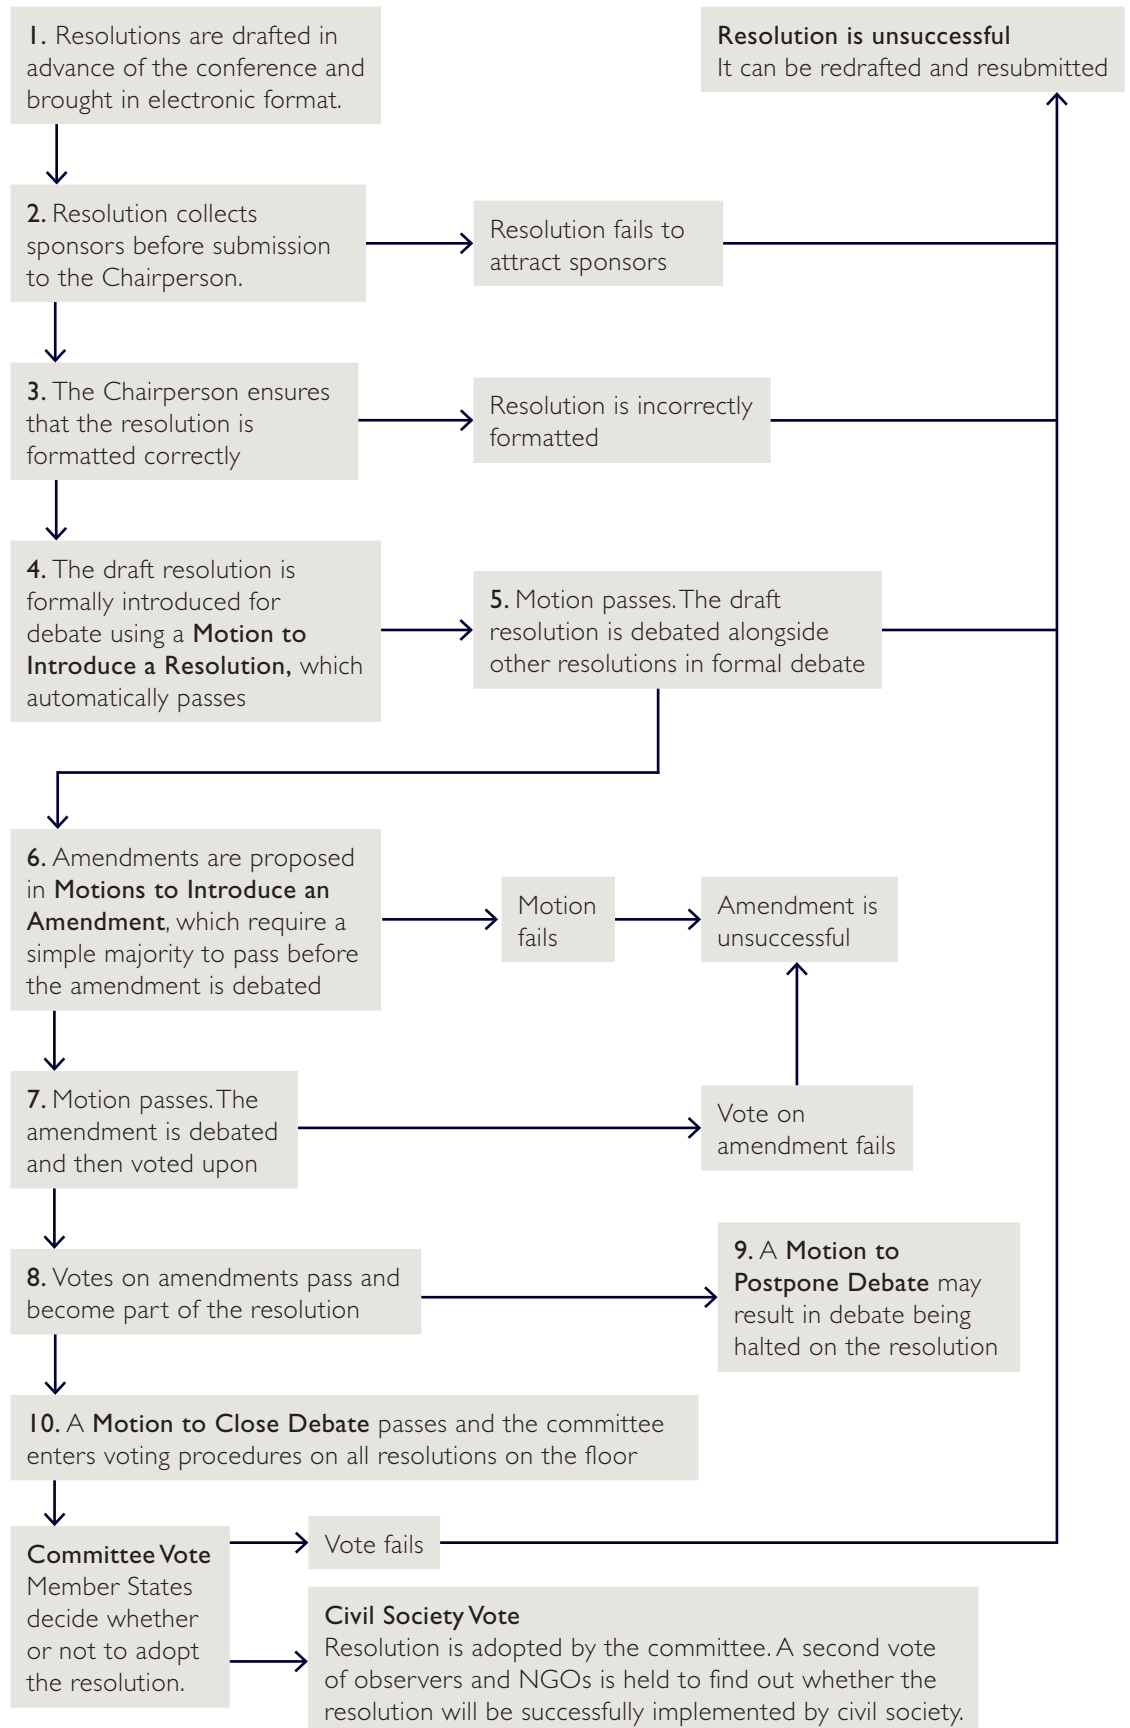 1. Resolutions are drafted in
advance of the conference and
brought in electronic format.
Resolution is unsuccessful
It can be redrafted and resubmitted
2. Resolution collects
sponsors before submission
to the Chairperson.
Resolution fails to
attract sponsors
3. The Chairperson ensures
that the resolution is
formatted correctly
Resolution is incorrectly
formatted
4. The draft resolution is
formally introduced for
debate using a Motion to
Introduce a Resolution, which
automatically passes
5. Motion passes. The draft
resolution is debated alongside
other resolutions in formal debate
6. Amendments are proposed
in Motions to Introduce an
Amendment, which require a
simple majority to pass before
the amendment is debated
Motion
fails
Amendment is
unsuccessful
7. Motion passes. The
amendment is debated
and then voted upon
Vote on
amendment fails
8. Votes on amendments pass and
become part of the resolution
9. A Motion to
Postpone Debate may
result in debate being
halted on the resolution
10. A Motion to Close Debate passes and the committee
enters voting procedures on all resolutions on the floor
Committee Vote
Member States
decide whether
or not to adopt
the resolution.
Vote fails
Civil Society Vote
Resolution is adopted by the committee. A second vote
of observers and NGOs is held to find out whether the
resolution will be successfully implemented by civil society.